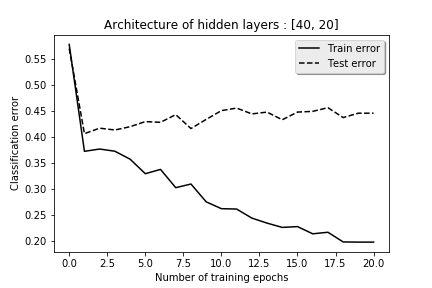 Architecture of hidden layers : [40, 20]
Train error
Test error
Classification error
0.55
0.50
0.45
0.40
0.35
0.30
0.25
0.20
0.0 2.5 5.0 7.5 10.0 12.5 15.0 17.5 20.0
Number of training epochs